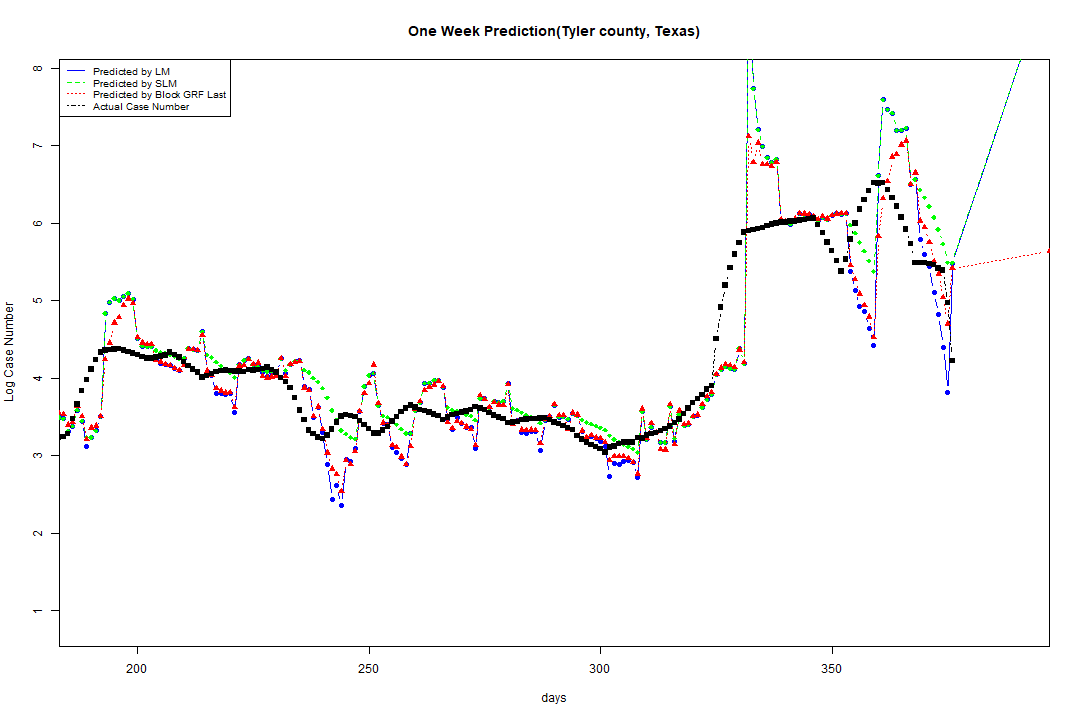 One Week Prediction(Tyler county, Texas)
Predicted by LM
Predicted by SLM
Predicted by Block GRF Last
Actual Case Number
8
7
6
5
4
3
2
1
Log Case Number
200 250 300 350
days